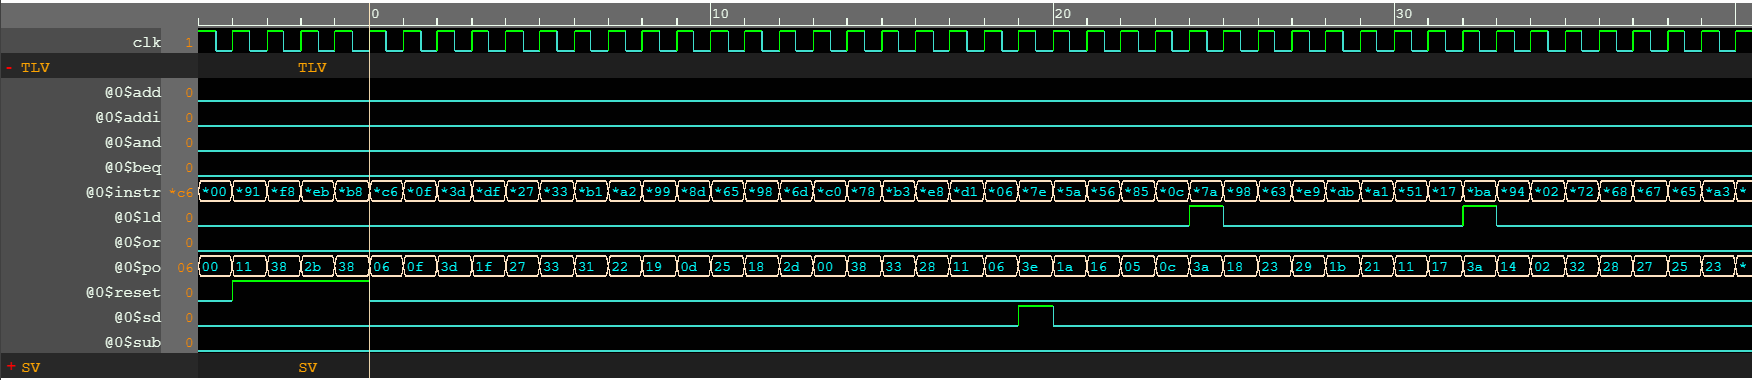 0 10 20 30
clk 1
- TLV TLV
@0$add 0
@0$addi 0
@0$and 0
@0$beq 0
@0$instr *c6 *00 *91 *f8 *eb *b8 *c6 *0f *3d *df *27 *33 *b1 *a2 *99 *8d *65 *98 *6d *c0 *78 *b3 *e8 *d1 *06 *7e *5a *56 *85 *0c *7a *98 *63 *e9 *db *a1 *51 *17 *ba *94 *02 *72 *68 *67 *65 *a3 *
@0$ld 0
@0$or 0
@0$po 06 00 11 38 2b 38 06 0f 3d 1f 27 33 31 22 19 0d 25 18 2d 00 38 33 28 11 06 3e 1a 16 05 0c 3a 18 23 29 1b 21 11 17 3a 14 02 32 28 27 25 23 *
@0$reset 0
@0$sd 0
@0$sub 0
+ SV SV